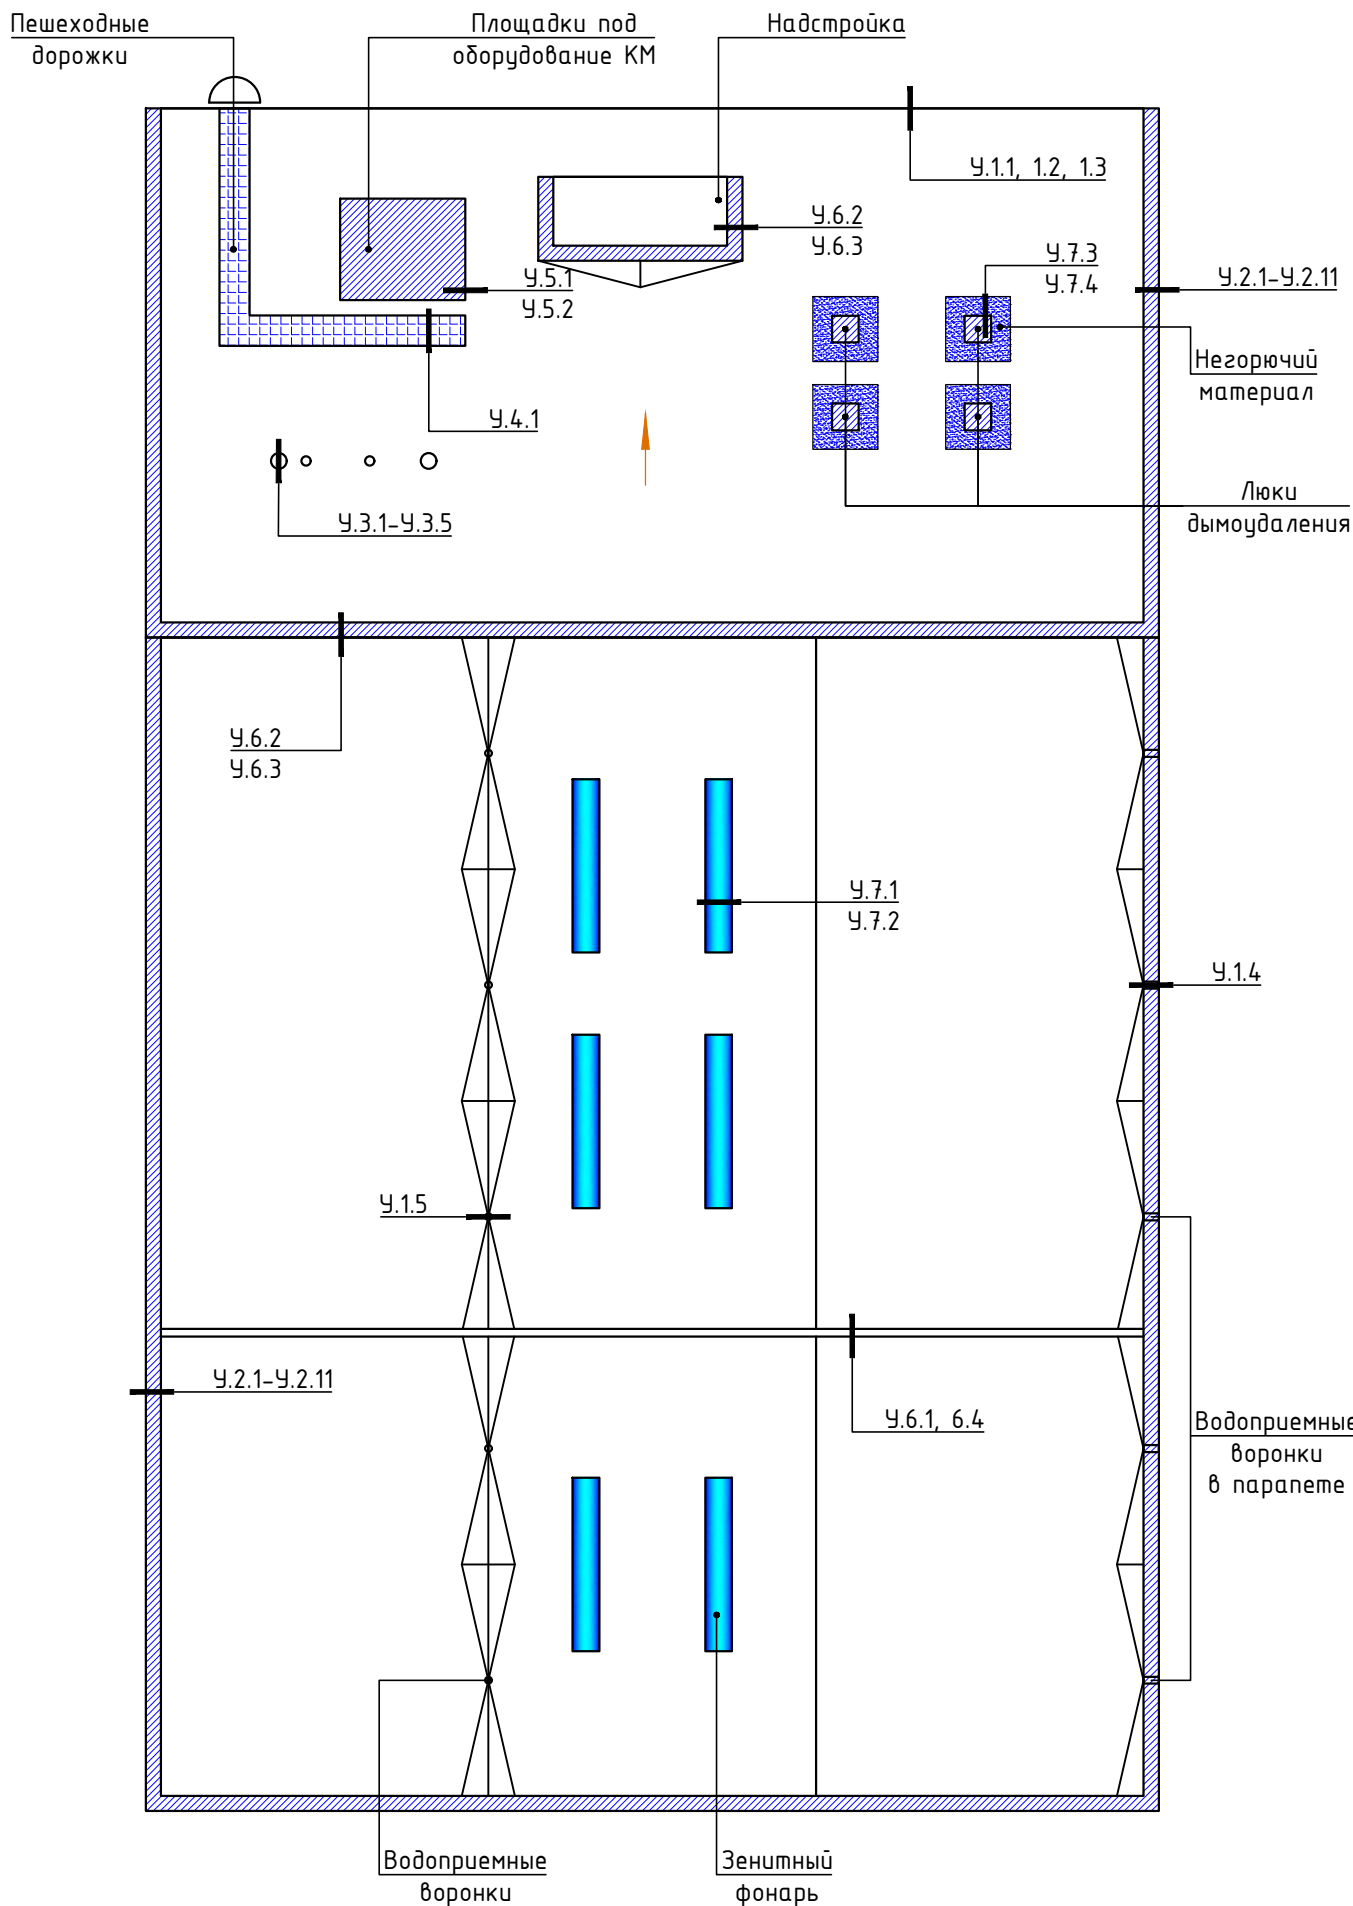 Пешеходные
дорожки
Площадки под
оборудование КМ
Надстройка
У.1.1, 1.2, 1.3
У.6.2
У.6.3
У.5.1
У.5.2
У.7.3
У.7.4
У.2.1-У.2.11
Негорючий
материал
У.4.1
Люки
дымоудаления
У.3.1-У.3.5
У.6.2
У.6.3
У.7.1
У.7.2
У.1.4
У.1.5
У.2.1-У.2.11
У.6.1, 6.4
Водоприемные
воронки
в парапете
Водоприемные
воронки
Зенитный
фонарь